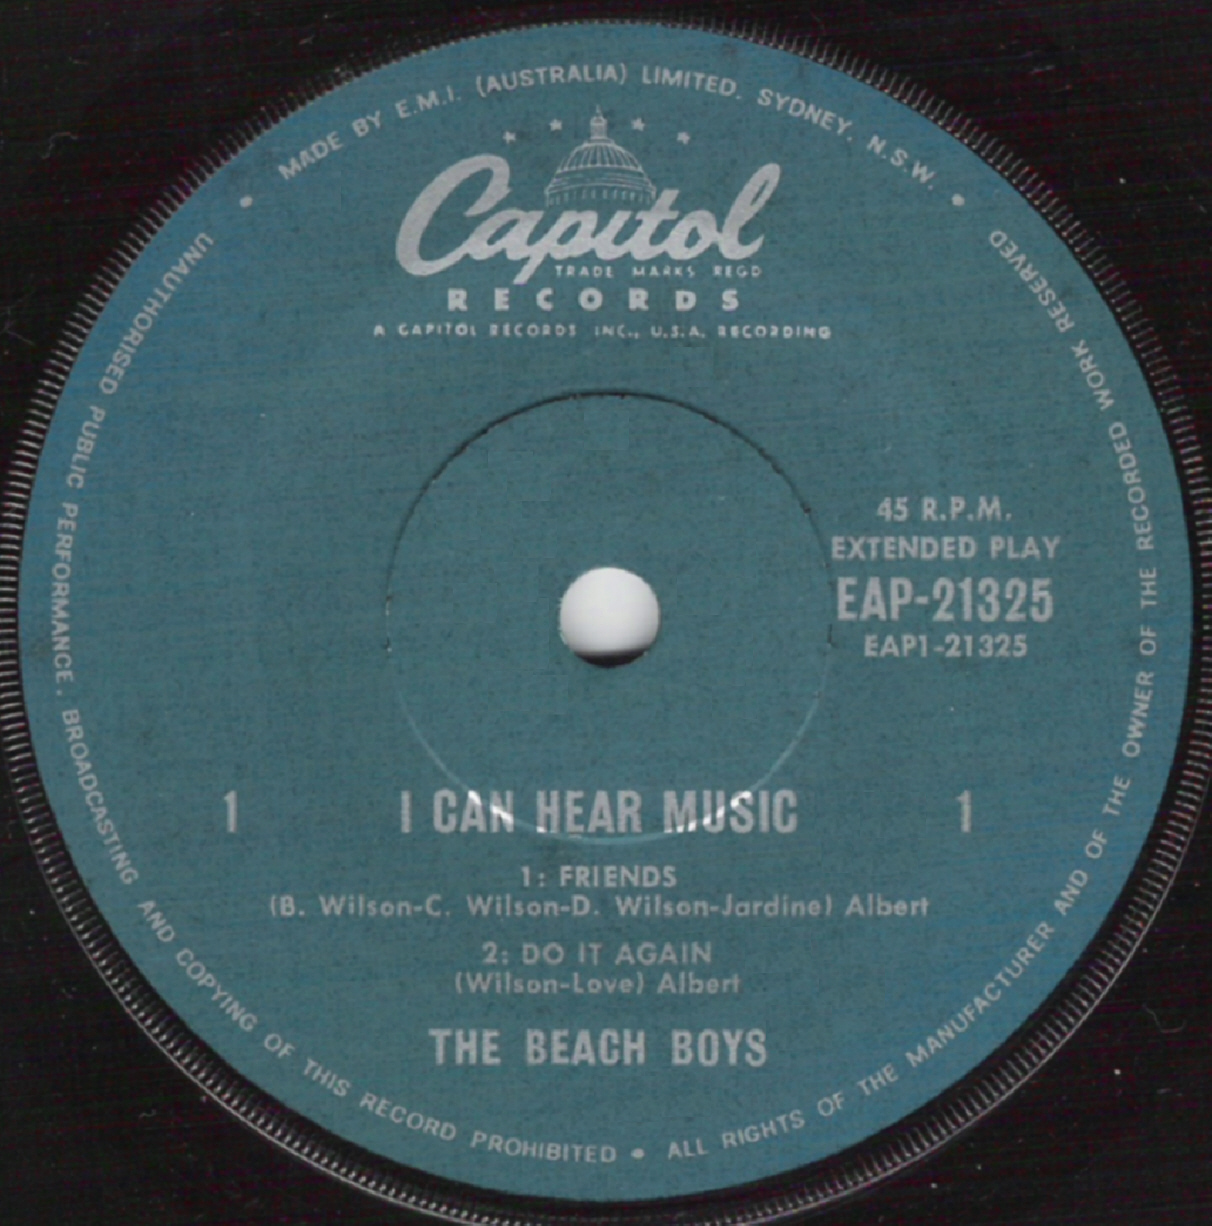 MADE BY E.M.I. (AUSTRALIA) LIMITED. SYDNEY. N.S.W.
Capitol
TRADE MARKS REGD
RECORDS
A CAPITOL RECORDS INC., U.S.A. RECORDING
45 R.P.M.
EXTENDED PLAY
EAP-21325
EAP1-21325
1 I CAN HEAR MUSIC 1
1: FRIENDS
(B. Wilson-C. Wilson-D. Wilson-Jardine) Albert
2: DO IT AGAIN
(Wilson-Love) Albert
THE BEACH BOYS
UNAUTHORISED PUBLIC PERFORMANCE. BROADCASTING AND COPYING OF THIS RECORD PROHIBITED • ALL RIGHTS OF THE MANUFACTURER AND OF THE OWNER OF THE RECORDED WORK RESERVED